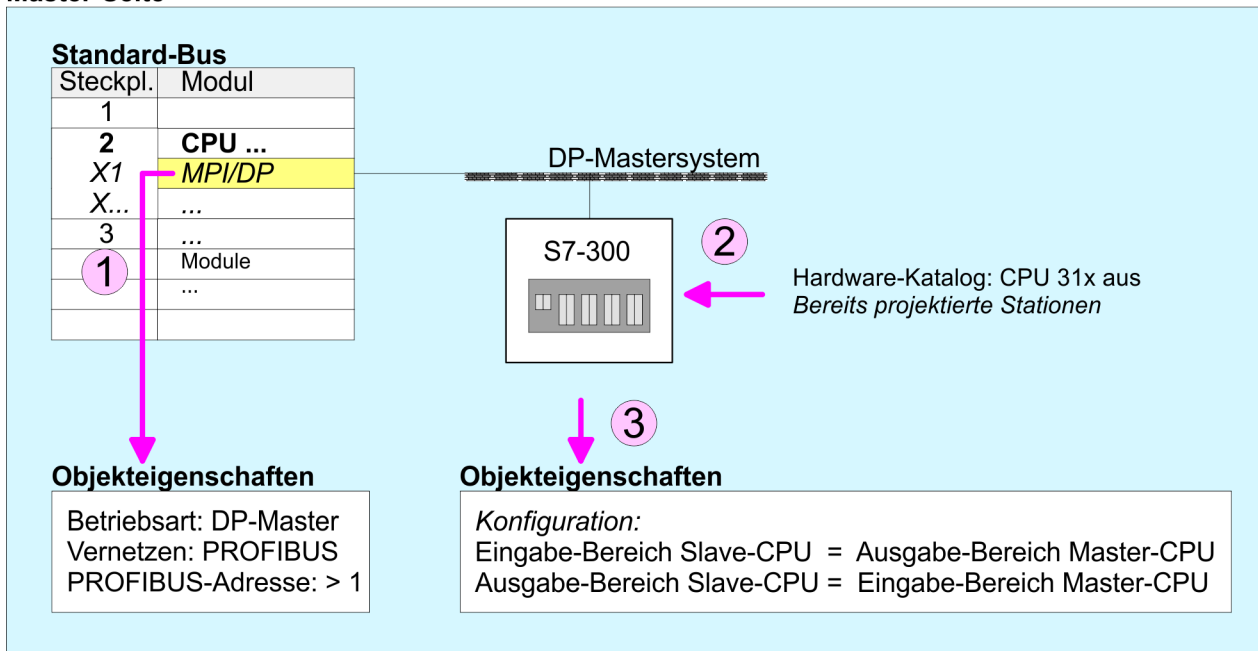 Master-Seite
Standard-Bus
Steckpl. Modul
1
2 CPU ...
X1 MPI/DP
X... ...
3 ...
Module
...
1
DP-Mastersystem
S7-300
2
Hardware-Katalog: CPU 31x aus
Bereits projektierte Stationen
3
Objekteigenschaften
Betriebsart: DP-Master
Vernetzen: PROFIBUS
PROFIBUS-Adresse: > 1
Objekteigenschaften
Konfiguration:
Eingabe-Bereich Slave-CPU = Ausgabe-Bereich Master-CPU
Ausgabe-Bereich Slave-CPU = Eingabe-Bereich Master-CPU